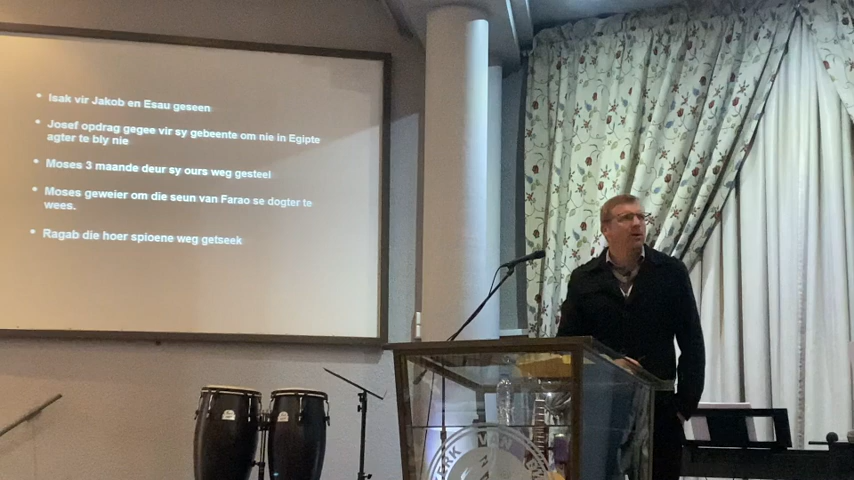 • Isak vir Jakob en Esau geseen
• Josef opdrag gegee vir sy gebeente om nie in Egipte
agter te bly nie
• Moses 3 maande deur sy ours weg gesteel
• Moses geweier om die seun van Farao se dogter te
wees.
• Ragab die hoer spioene weg getseek
VAN